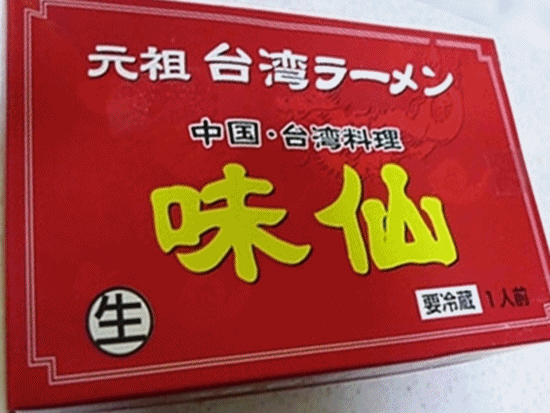 元祖 台湾ラーメン
中国・台湾料理
味仙
生
要冷蔵 1人前